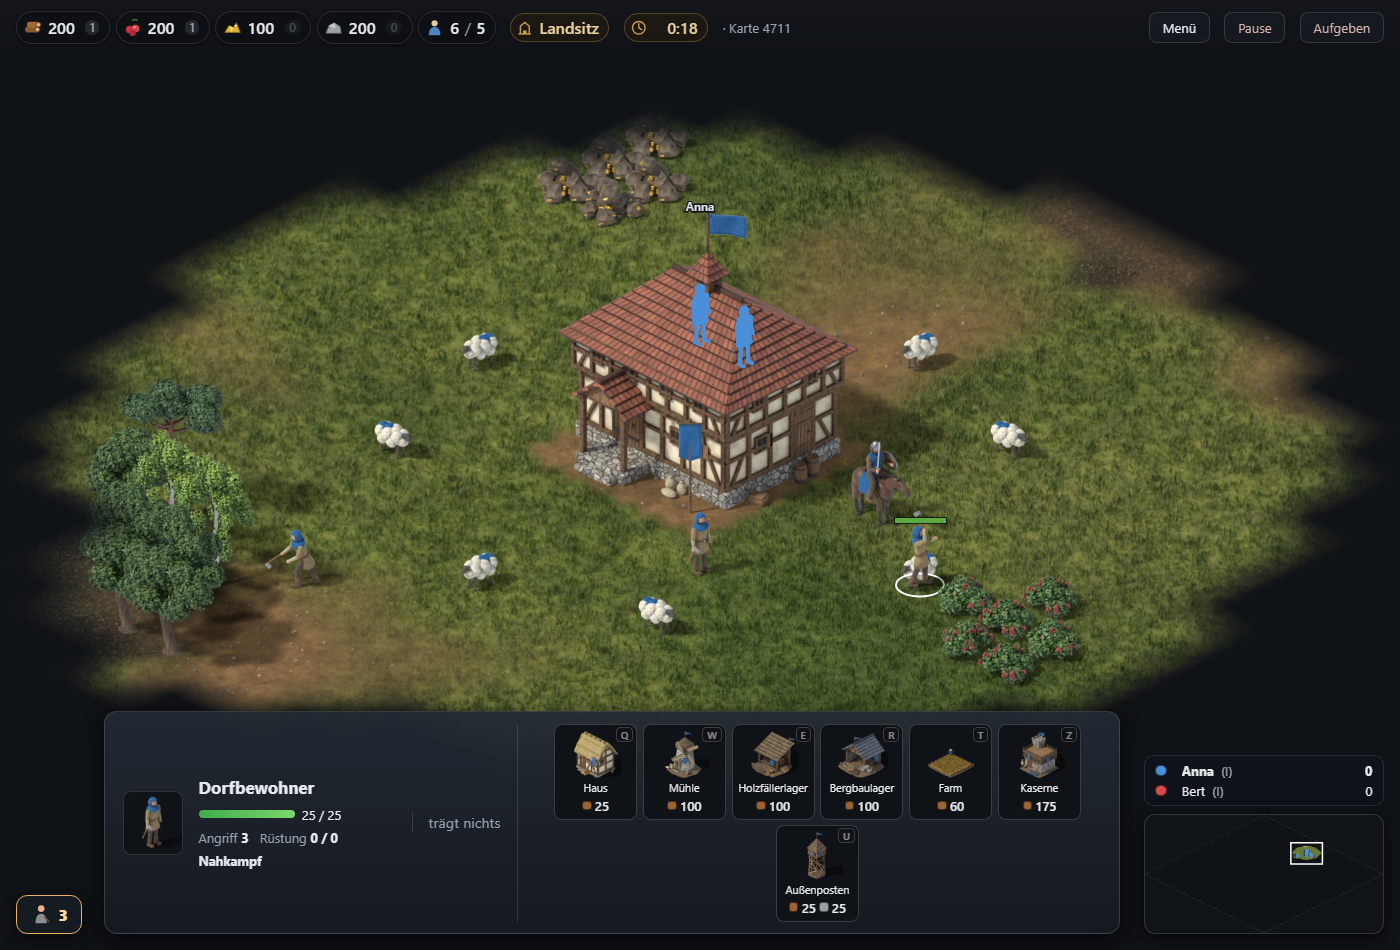 200 1 200 1 100 0 200 0 6 / 5 Landsitz 0:18 · Karte 4711 Menü Pause Aufgeben
Anna
Dorfbewohner
25 / 25
Angriff 3 Rüstung 0 / 0
Nahkampf
trägt nichts
Q W E R T Z
Haus Mühle Holzfällerlager Bergbaulager Farm Kaserne
25 100 100 100 60 175
U
Außenposten
25 25
Anna (I) 0
Bert (I) 0
3